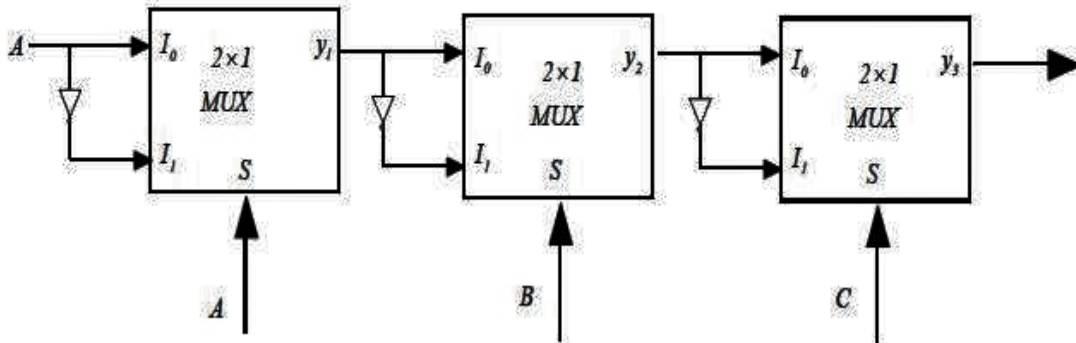 A I₀ 2×1 MUX y₁ I₁ S
I₀ 2×1 MUX y₂ I₁ S
I₀ 2×1 MUX y₃ I₁ S
A B C